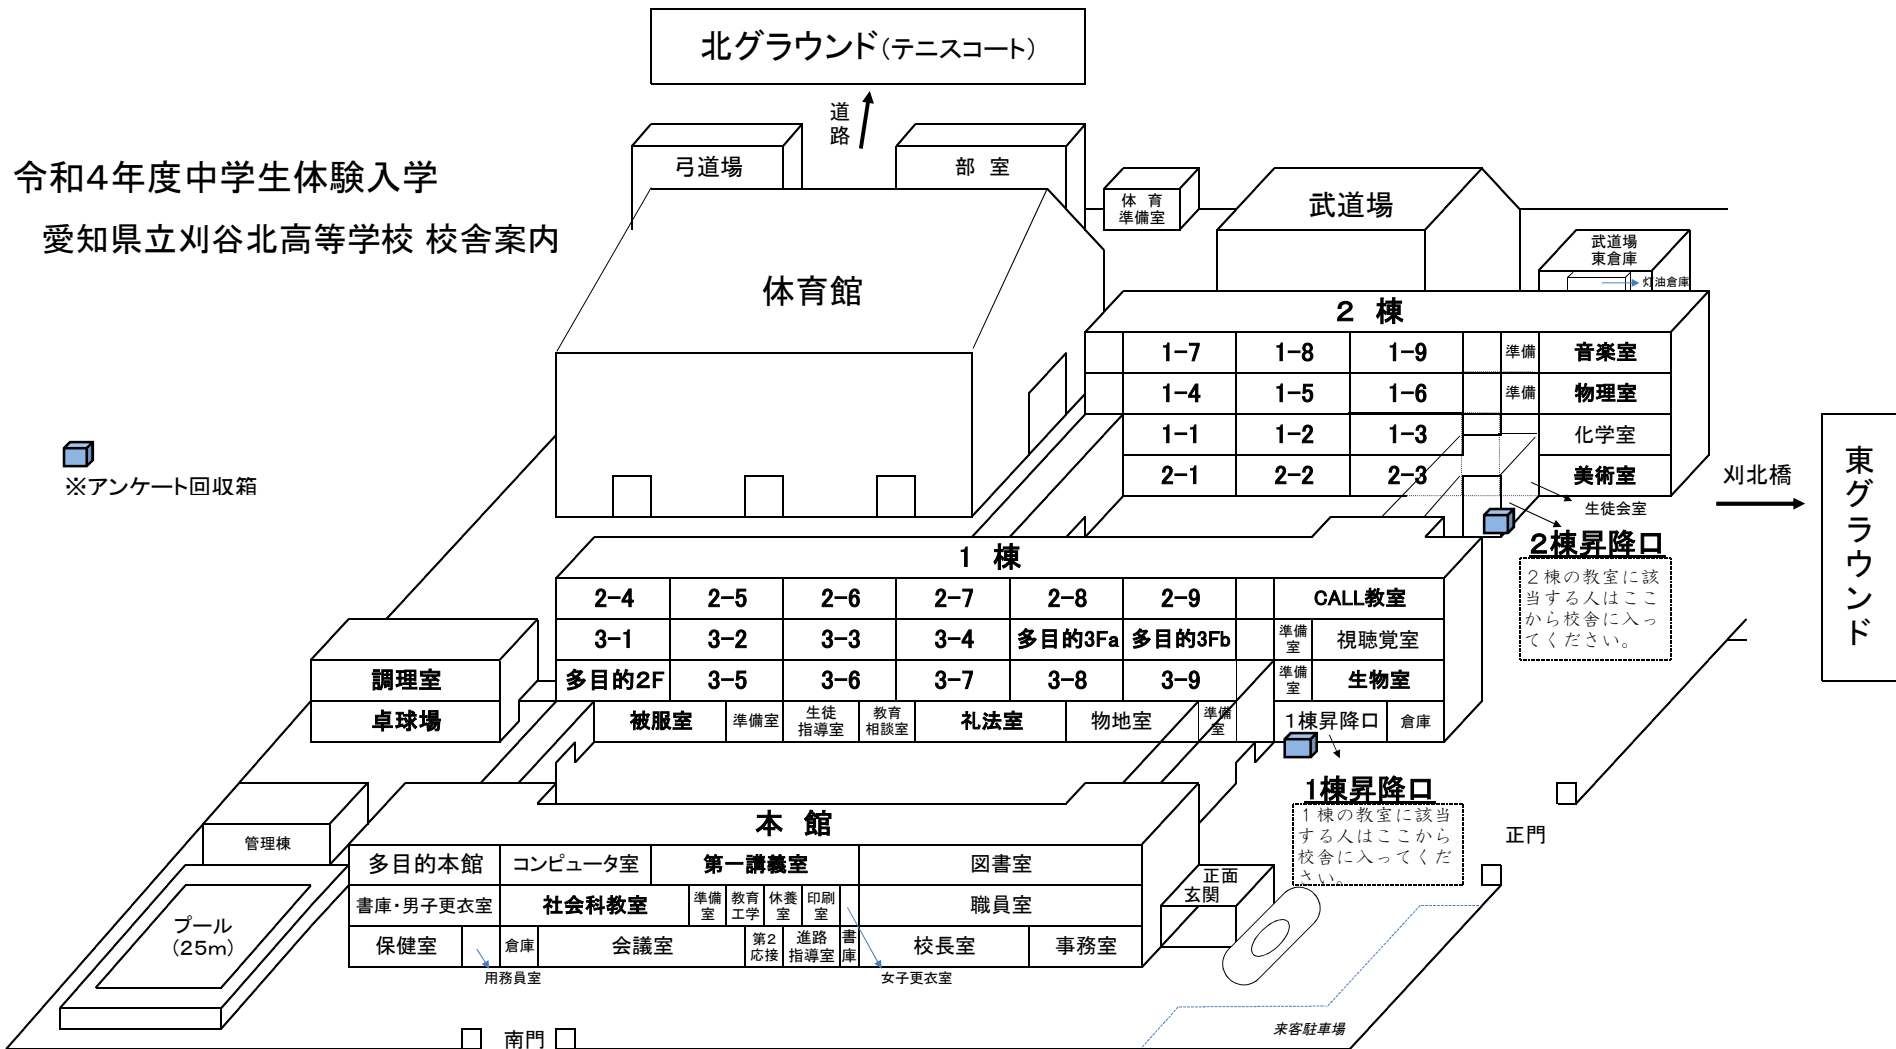 北グラウンド(テニスコート)
道路
令和4年度中学生体験入学
愛知県立刈谷北高等学校 校舎案内
弓道場
部 室
体 育
準備室
武道場
武道場
東倉庫
灯油倉庫
体育館
2 棟
1-7 1-8 1-9 準備 音楽室
1-4 1-5 1-6 準備 物理室
1-1 1-2 1-3 化学室
2-1 2-2 2-3 美術室
生徒会室
※アンケート回収箱
刈北橋
東グラウンド
2棟昇降口
2棟の教室に該
当する人はここ
から校舎に入っ
てください。
1 棟
2-4 2-5 2-6 2-7 2-8 2-9 CALL教室
3-1 3-2 3-3 3-4 多目的3Fa 多目的3Fb 準備室 視聴覚室
多目的2F 3-5 3-6 3-7 3-8 3-9 準備室 生物室
被服室 準備室 生徒指導室 教育相談室 礼法室 物地室 準備室 1棟昇降口 倉庫
調理室
卓球場
1棟昇降口
1棟の教室に該当
する人はここから
校舎に入ってくだ
さい。
正門
本 館
多目的本館 コンピュータ室 第一講義室 図書室
書庫・男子更衣室 社会科教室 準備室 教育工学 休養室 印刷室 職員室
保健室 倉庫 会議室 第2応接 進路指導室 書庫 校長室 事務室
用務員室
女子更衣室
管理棟
プール
(25m)
正面
玄関
来客駐車場
南門